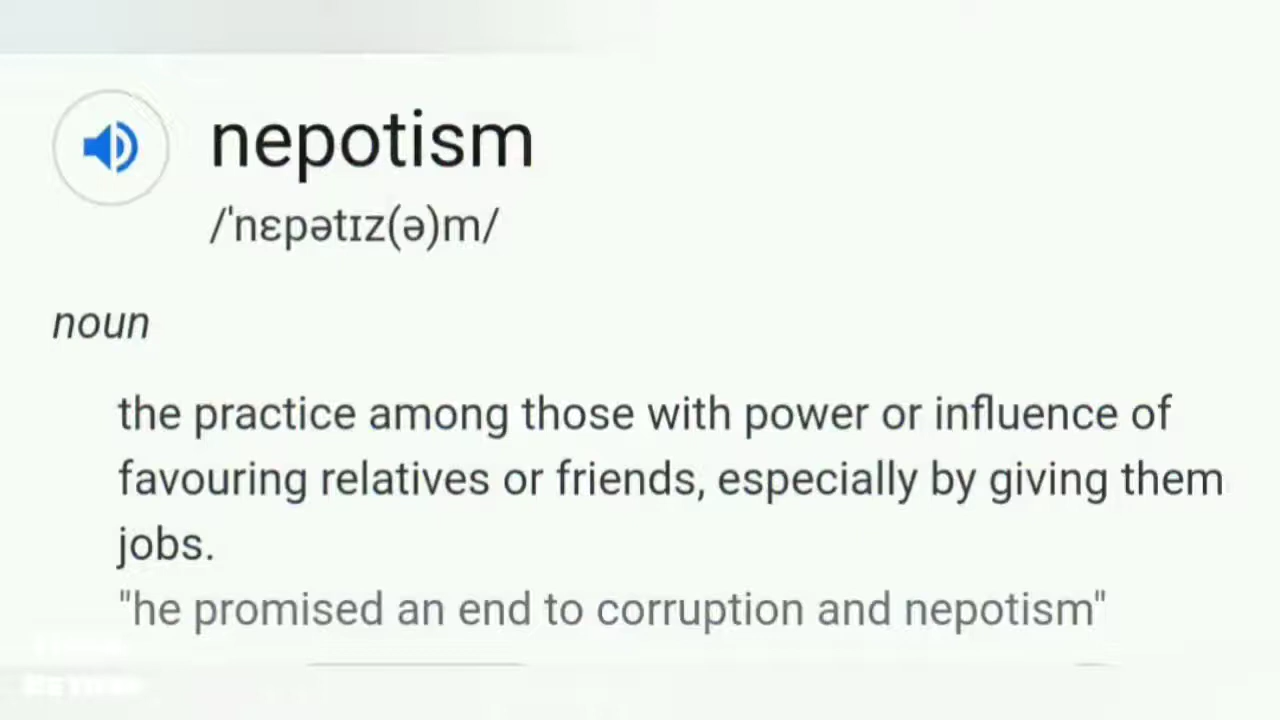 nepotism
/ˈnɛpətɪz(ə)m/
noun
the practice among those with power or influence of
favouring relatives or friends, especially by giving them
jobs.
"he promised an end to corruption and nepotism"